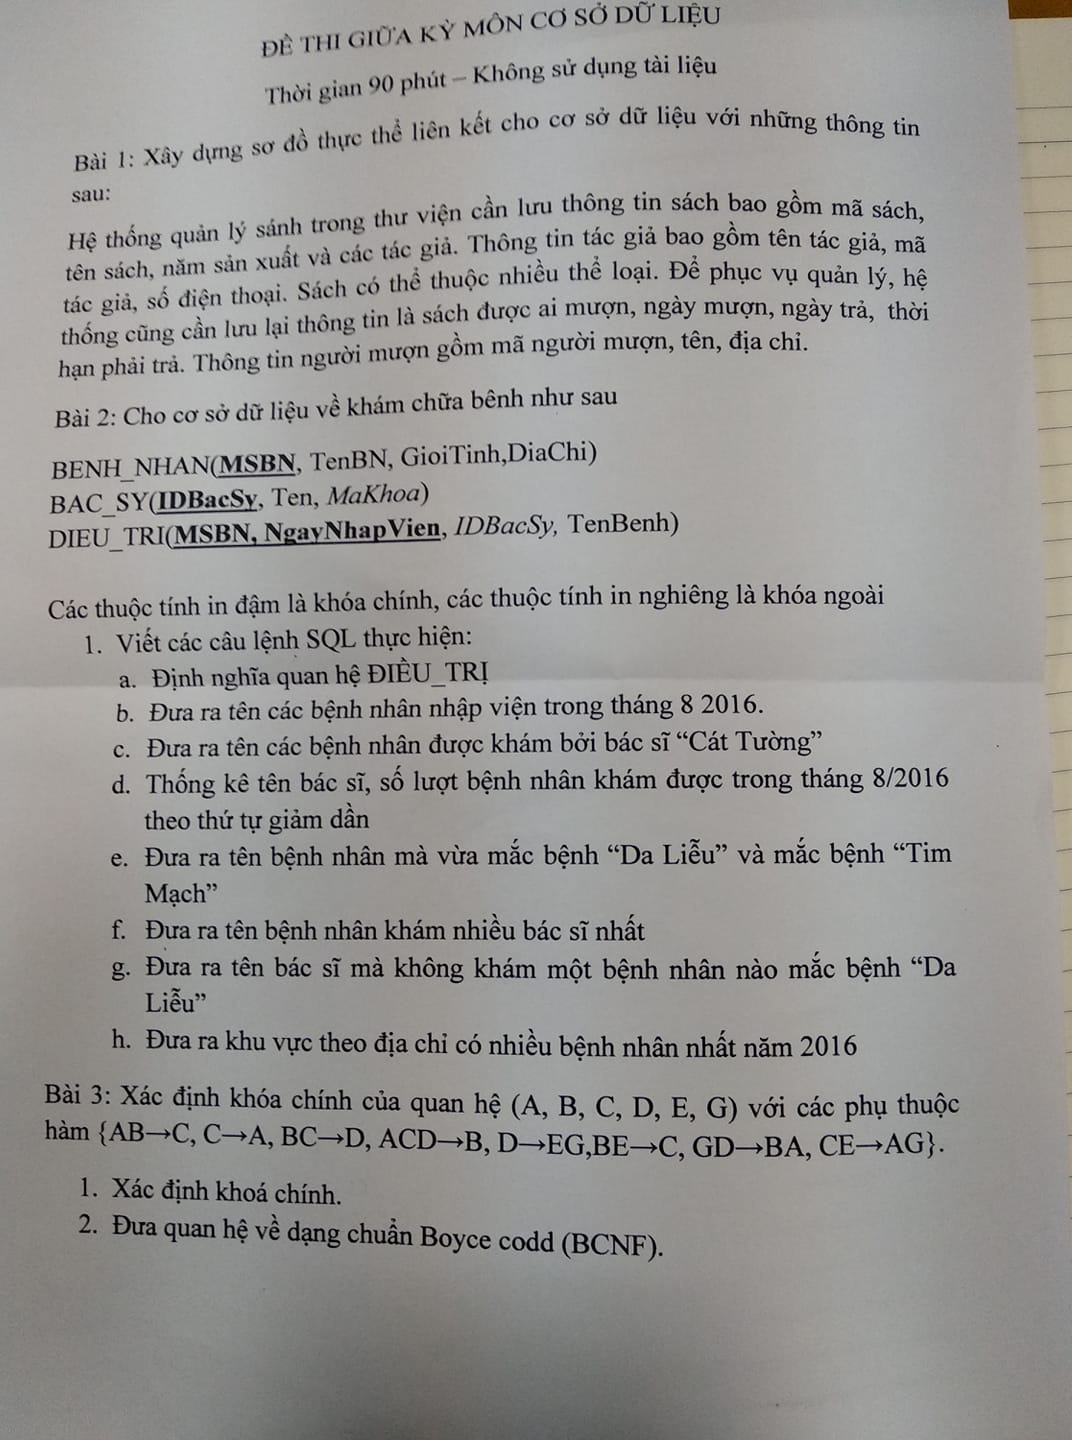 ĐỀ THI GIỮA KỲ MÔN CƠ SỞ DỮ LIỆU
Thời gian 90 phút – Không sử dụng tài liệu
Bài 1: Xây dựng sơ đồ thực thể liên kết cho cơ sở dữ liệu với những thông tin
sau:
Hệ thống quản lý sánh trong thư viện cần lưu thông tin sách bao gồm mã sách,
tên sách, năm sản xuất và các tác giả. Thông tin tác giả bao gồm tên tác giả, mã
tác giả, số điện thoại. Sách có thể thuộc nhiều thể loại. Để phục vụ quản lý, hệ
thống cũng cần lưu lại thông tin là sách được ai mượn, ngày mượn, ngày trả, thời
hạn phải trả. Thông tin người mượn gồm mã người mượn, tên, địa chỉ.
Bài 2: Cho cơ sở dữ liệu về khám chữa bênh như sau
BENH_NHAN(MSBN, TenBN, GioiTinh,DiaChi)
BAC_SY(IDBacSy, Ten, MaKhoa)
DIEU_TRI(MSBN, NgayNhapVien, IDBacSy, TenBenh)
Các thuộc tính in đậm là khóa chính, các thuộc tính in nghiêng là khóa ngoài
1. Viết các câu lệnh SQL thực hiện:
a. Định nghĩa quan hệ ĐIỀU_TRỊ
b. Đưa ra tên các bệnh nhân nhập viện trong tháng 8 2016.
c. Đưa ra tên các bệnh nhân được khám bởi bác sĩ “Cát Tường”
d. Thống kê tên bác sĩ, số lượt bệnh nhân khám được trong tháng 8/2016
theo thứ tự giảm dần
e. Đưa ra tên bệnh nhân mà vừa mắc bệnh “Da Liễu” và mắc bệnh “Tim
Mạch”
f. Đưa ra tên bệnh nhân khám nhiều bác sĩ nhất
g. Đưa ra tên bác sĩ mà không khám một bệnh nhân nào mắc bệnh “Da
Liễu”
h. Đưa ra khu vực theo địa chỉ có nhiều bệnh nhân nhất năm 2016
Bài 3: Xác định khóa chính của quan hệ (A, B, C, D, E, G) với các phụ thuộc
hàm {AB→C, C→A, BC→D, ACD→B, D→EG,BE→C, GD→BA, CE→AG}.
1. Xác định khoá chính.
2. Đưa quan hệ về dạng chuẩn Boyce codd (BCNF).